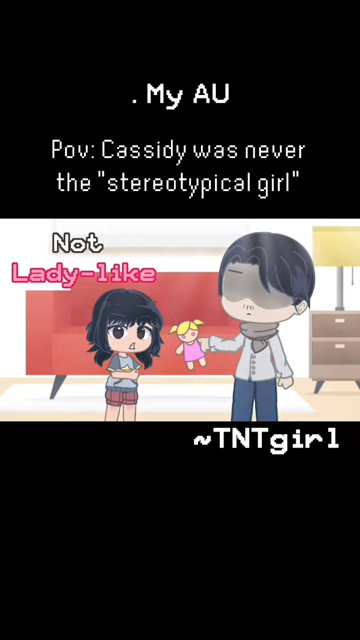 . My AU
Pov: Cassidy was never
the "stereotypical girl"
Not
Lady-like
~TNTgirl